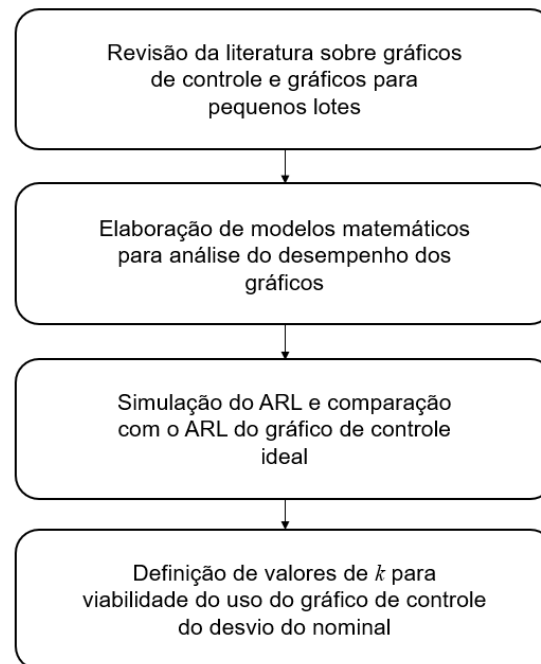 Revisão da literatura sobre gráficos
de controle e gráficos para
pequenos lotes
Elaboração de modelos matemáticos
para análise do desempenho dos
gráficos
Simulação do ARL e comparação
com o ARL do gráfico de controle
ideal
Definição de valores de k para
viabilidade do uso do gráfico de controle
do desvio do nominal